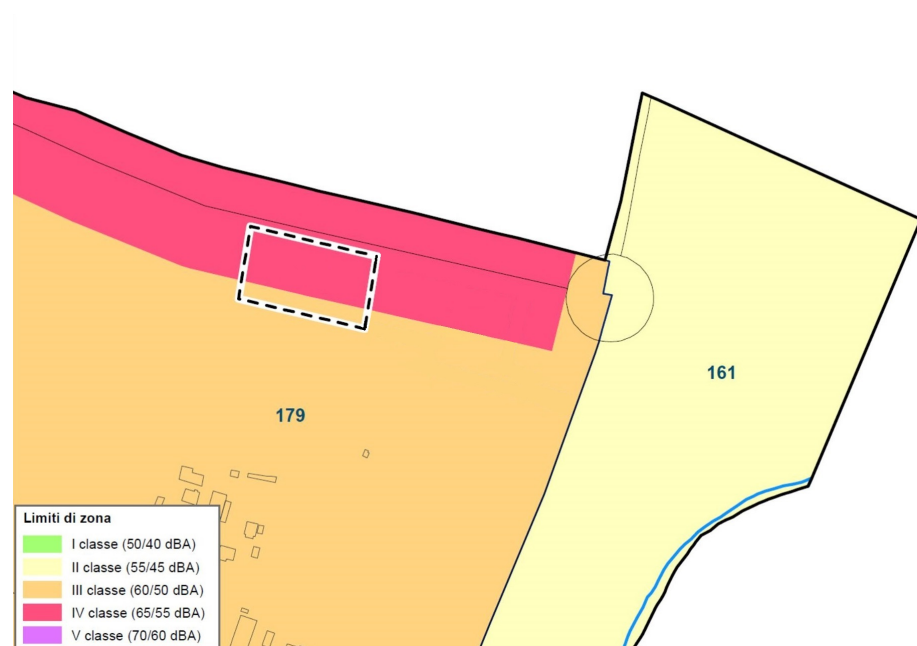 161
179
Limiti di zona
I classe (50/40 dBA)
II classe (55/45 dBA)
III classe (60/50 dBA)
IV classe (65/55 dBA)
V classe (70/60 dBA)